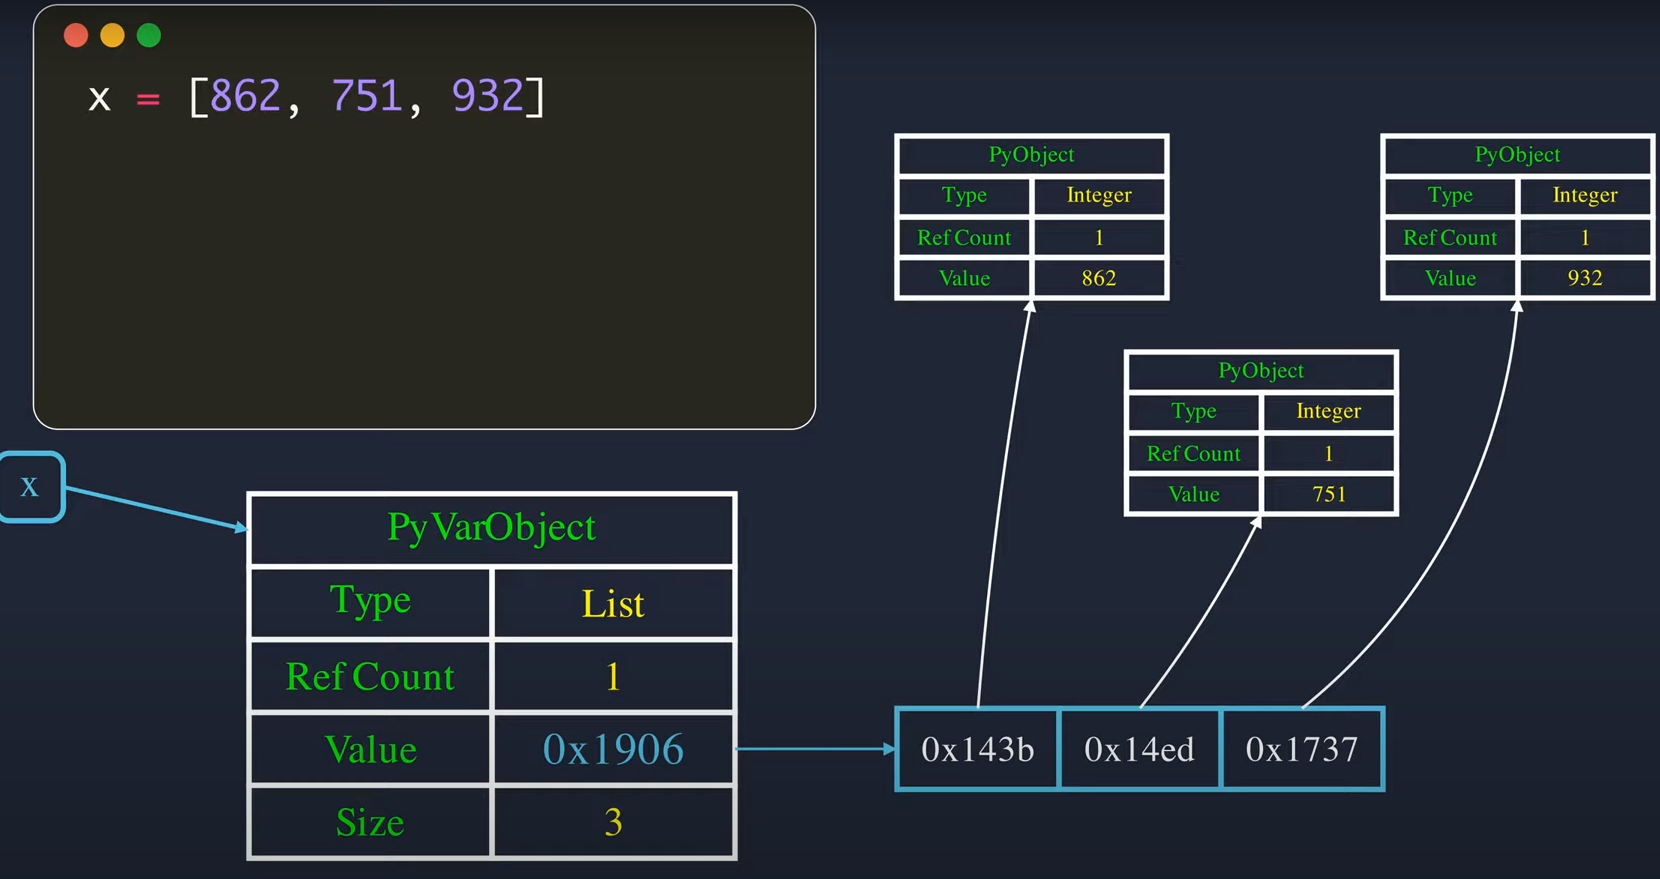 x = [862, 751, 932]
PyObject
Type Integer
Ref Count 1
Value 862
PyObject
Type Integer
Ref Count 1
Value 932
PyObject
Type Integer
Ref Count 1
Value 751
x
PyVarObject
Type List
Ref Count 1
Value 0x1906
Size 3
0x143b 0x14ed 0x1737